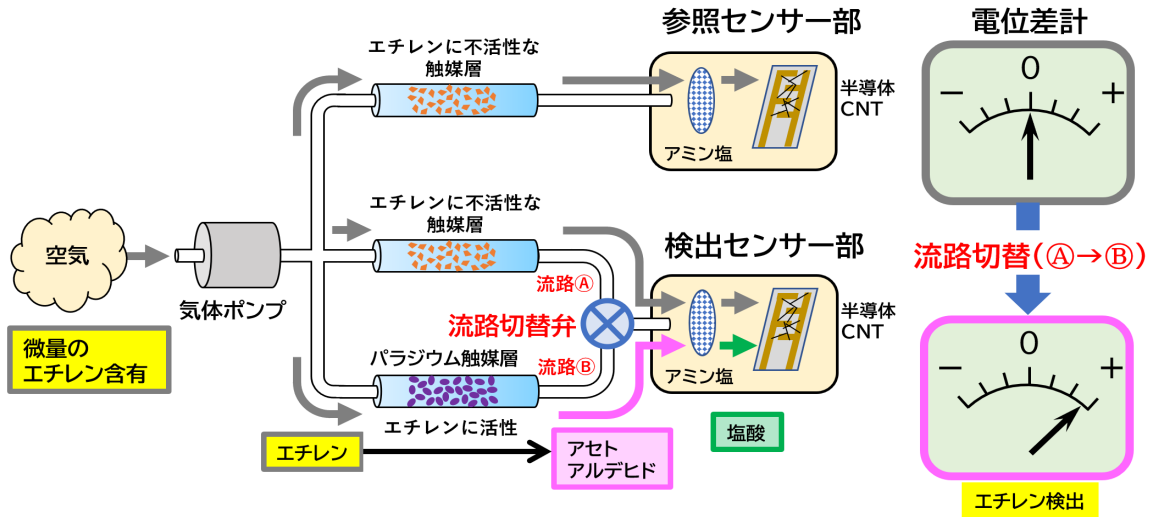 参照センサー部
電位差計
エチレンに不活性な
触媒層
半導体
CNT
アミン塩
0
− +
エチレンに不活性な
触媒層
検出センサー部
空気
気体ポンプ
流路Ⓐ
流路切替弁
流路Ⓑ
半導体
CNT
アミン塩
流路切替(Ⓐ→Ⓑ)
微量の
エチレン含有
パラジウム触媒層
エチレンに活性
エチレン
アセト
アルデヒド
塩酸
0
− +
エチレン検出